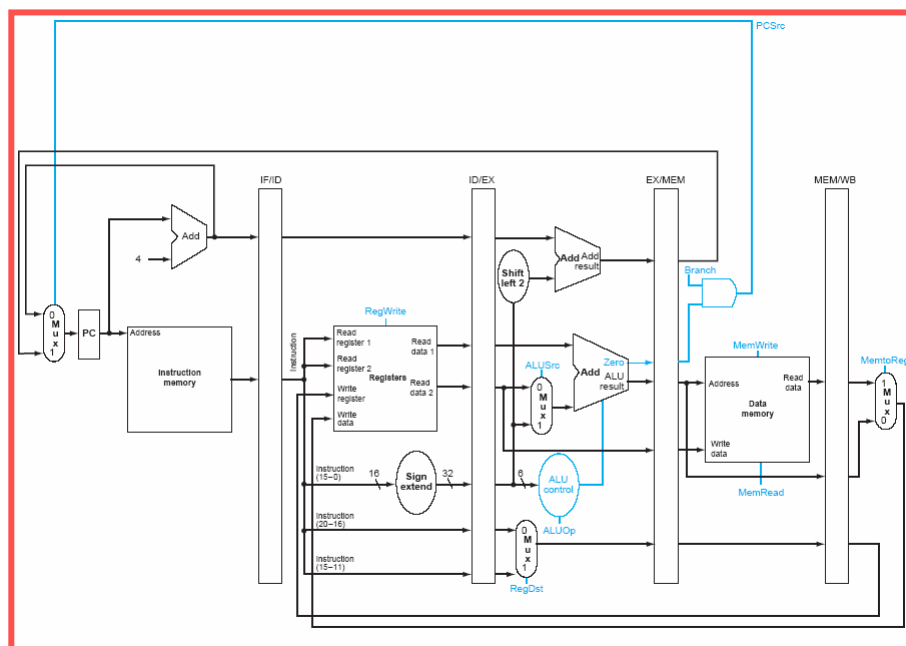 PCSrc
IF/ID
ID/EX
EX/MEM
MEM/WB
Add
4
Add Add
result
Shift
left 2
Branch
0
M
u
x
1
PC
Address
Instruction
memory
Instruction
RegWrite
Read
register 1
Read
data 1
Read
register 2
Registers
Read
data 2
Write
register
Write
data
ALUSrc
0
M
u
x
1
Zero
Add ALU
result
MemWrite
Address
Read
data
Data
memory
Write
data
MemRead
MemtoReg
1
M
u
x
0
Instruction
(15–0)
16
Sign
extend
32
6
ALU
control
ALUOp
Instruction
(20–16)
Instruction
(15–11)
0
M
u
x
1
RegDst